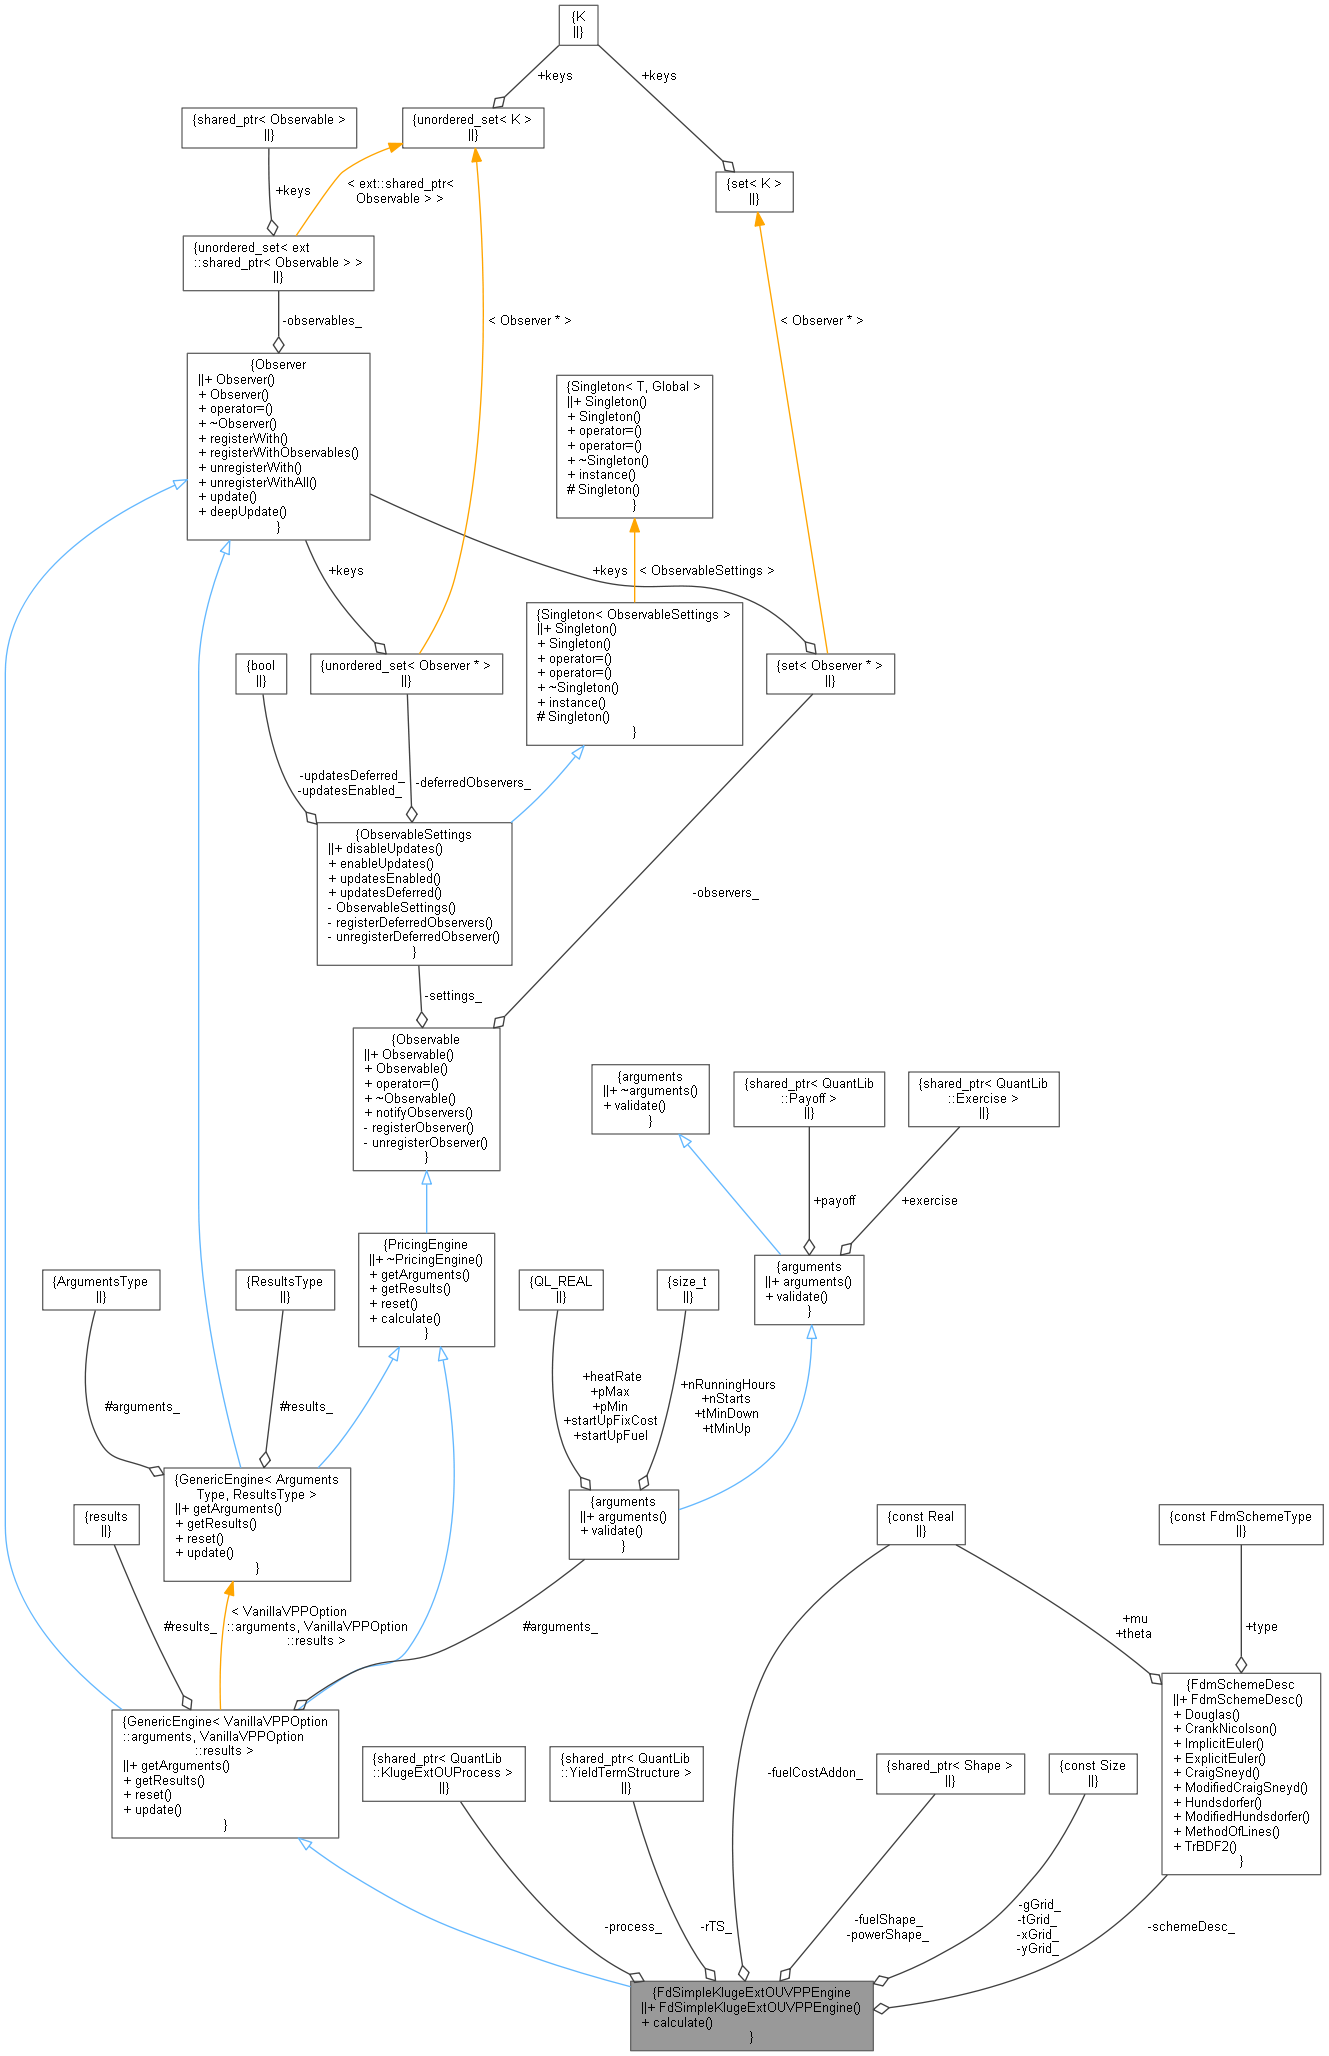 {K
||}
+keys
+keys
{shared_ptr< Observable >
||}
{unordered_set< K >
||}
{set< K >
||}
+keys
< ext::shared_ptr<
Observable > >
{unordered_set< ext
::shared_ptr< Observable > >
||}
-observables_
< Observer * >
< Observer * >
{Observer
||+ Observer()
+ Observer()
+ operator=()
+ ~Observer()
+ registerWith()
+ registerWithObservables()
+ unregisterWith()
+ unregisterWithAll()
+ update()
+ deepUpdate()
}
{Singleton< T, Global >
||+ Singleton()
+ Singleton()
+ operator=()
+ operator=()
+ ~Singleton()
+ instance()
# Singleton()
}
+keys
+keys
< ObservableSettings >
{bool
||}
{unordered_set< Observer * >
||}
{Singleton< ObservableSettings >
||+ Singleton()
+ Singleton()
+ operator=()
+ operator=()
+ ~Singleton()
+ instance()
# Singleton()
}
{set< Observer * >
||}
-updatesDeferred_
-updatesEnabled_
-deferredObservers_
{ObservableSettings
||+ disableUpdates()
+ enableUpdates()
+ updatesEnabled()
+ updatesDeferred()
- ObservableSettings()
- registerDeferredObservers()
- unregisterDeferredObserver()
}
-observers_
-settings_
{Observable
||+ Observable()
+ Observable()
+ operator=()
+ ~Observable()
+ notifyObservers()
- registerObserver()
- unregisterObserver()
}
{arguments
||+ ~arguments()
+ validate()
}
{shared_ptr< QuantLib
::Payoff >
||}
{shared_ptr< QuantLib
::Exercise >
||}
+payoff
+exercise
{PricingEngine
||+ ~PricingEngine()
+ getArguments()
+ getResults()
+ reset()
+ calculate()
}
{arguments
||+ arguments()
+ validate()
}
{ArgumentsType
||}
{ResultsType
||}
{QL_REAL
||}
{size_t
||}
#arguments_
#results_
+heatRate
+pMax
+pMin
+startUpFixCost
+startUpFuel
+nRunningHours
+nStarts
+tMinDown
+tMinUp
{GenericEngine< Arguments
Type, ResultsType >
||+ getArguments()
+ getResults()
+ reset()
+ update()
}
{results
||}
{arguments
||+ arguments()
+ validate()
}
{const Real
||}
{const FdmSchemeType
||}
#results_
< VanillaVPPOption
::arguments, VanillaVPPOption
::results >
#arguments_
+mu
+theta
+type
{GenericEngine< VanillaVPPOption
::arguments, VanillaVPPOption
::results >
||+ getArguments()
+ getResults()
+ reset()
+ update()
}
{shared_ptr< QuantLib
::KlugeExtOUProcess >
||}
{shared_ptr< QuantLib
::YieldTermStructure >
||}
-fuelCostAddon_
{shared_ptr< Shape >
||}
{const Size
||}
{FdmSchemeDesc
||+ FdmSchemeDesc()
+ Douglas()
+ CrankNicolson()
+ ImplicitEuler()
+ ExplicitEuler()
+ CraigSneyd()
+ ModifiedCraigSneyd()
+ Hundsdorfer()
+ ModifiedHundsdorfer()
+ MethodOfLines()
+ TrBDF2()
}
-process_
-rTS_
-fuelShape_
-powerShape_
-gGrid_
-tGrid_
-xGrid_
-yGrid_
-schemeDesc_
{FdSimpleKlugeExtOUVPPEngine
||+ FdSimpleKlugeExtOUVPPEngine()
+ calculate()
}